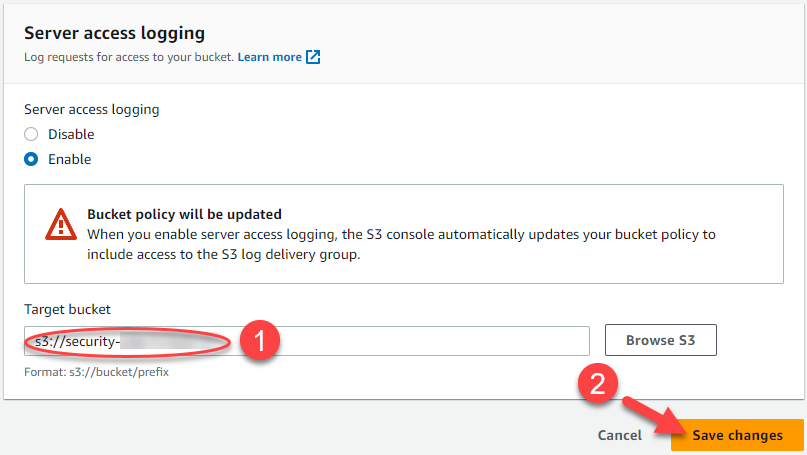 Server access logging
Log requests for access to your bucket. Learn more
Server access logging
Disable
Enable
Bucket policy will be updated
When you enable server access logging, the S3 console automatically updates your bucket policy to
include access to the S3 log delivery group.
Target bucket
s3://security-
1
Browse S3
Format: s3://bucket/prefix
2
Cancel
Save changes